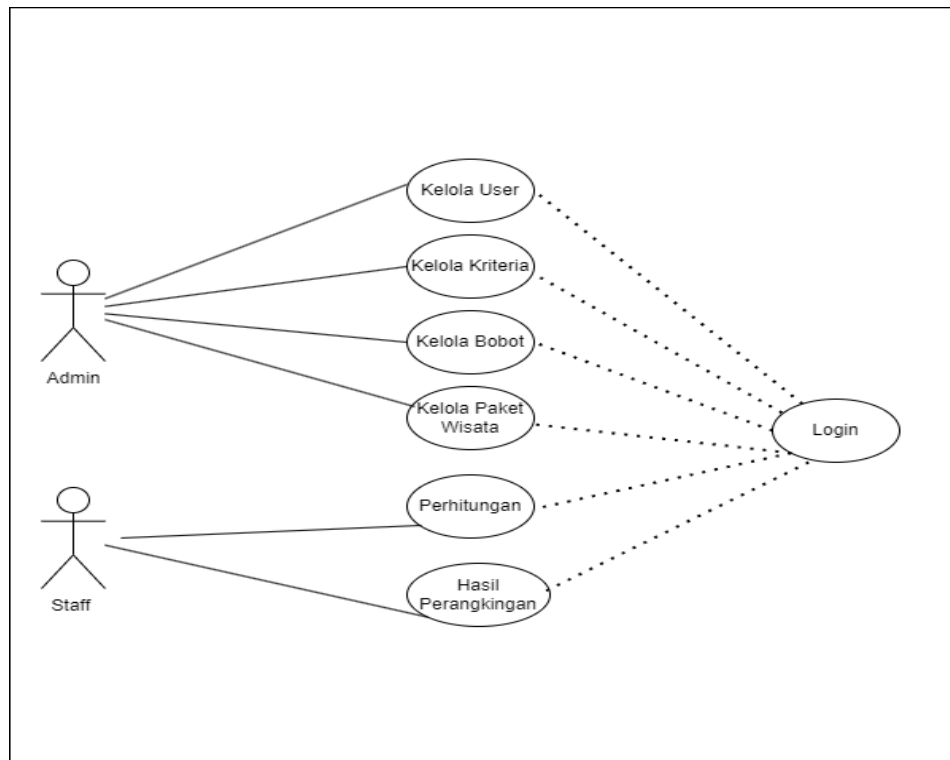 Kelola User
Kelola Kriteria
Kelola Bobot
Kelola Paket
Wisata
Admin
Login
Perhitungan
Hasil
Perangkingan
Staff